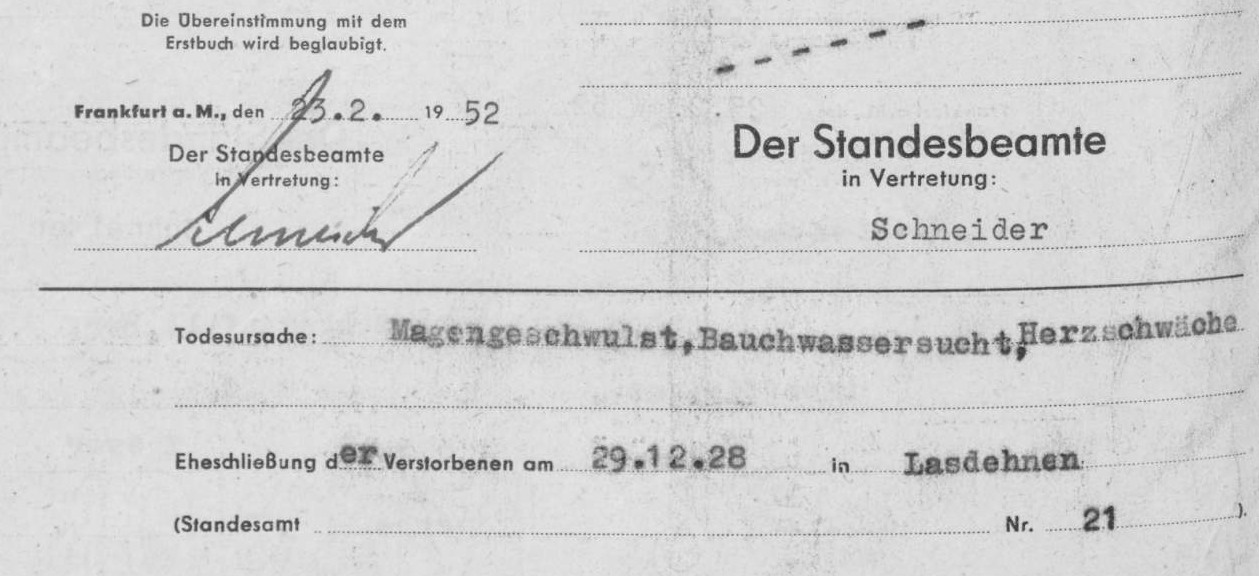 Die Übereinstimmung mit dem
Erstbuch wird beglaubigt.
Frankfurt a. M., den 23.2. 19 52
Der Standesbeamte
in Vertretung:
Schneider
Der Standesbeamte
in Vertretung:
Schneider
Todesursache: Magengeschwulst,Bauchwassersucht,Herzschwäche
Eheschließung der Verstorbenen am 29.12.28 in Lasdehnen
(Standesamt Nr. 21 ).